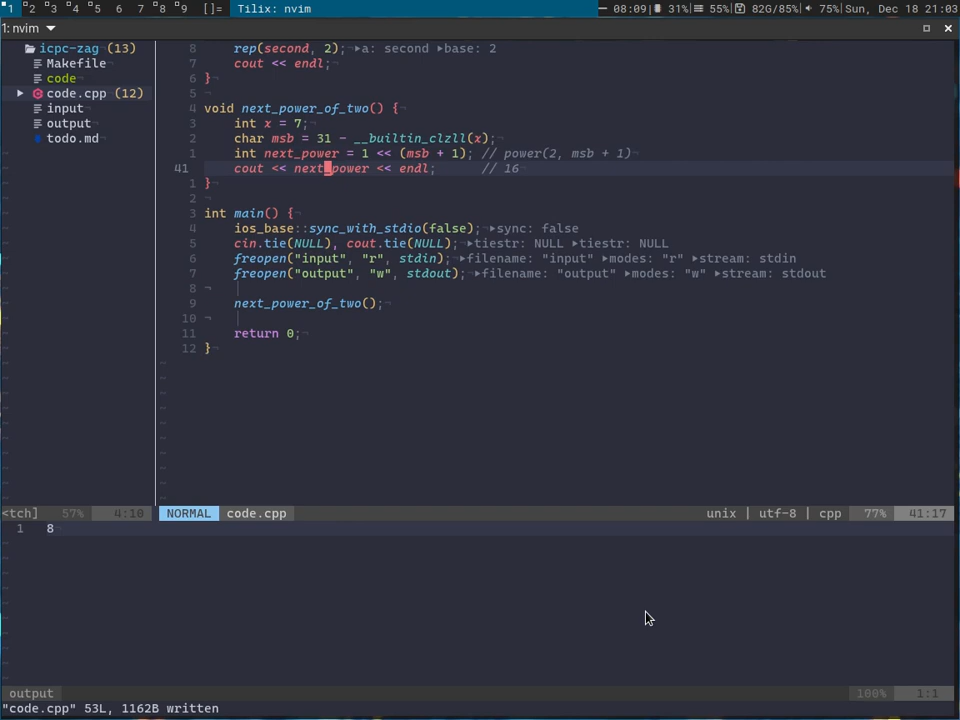 1 2 3 4 5 6 7 8 9 []= Tilix: nvim 08:09 31% 55% 82G/85% 75% Sun, Dec 18 21:03
1: nvim
icpc-zag (13)
Makefile
code
code.cpp (12)
input
output
todo.md
8 rep(second, 2); a: second base: 2
7 cout << endl;
6 }
5
4 void next_power_of_two() {
3 int x = 7;
2 char msb = 31 - __builtin_clzll(x);
1 int next_power = 1 << (msb + 1); // power(2, msb + 1)
41 cout << next_power << endl; // 16
1 }
2
3 int main() {
4 ios_base::sync_with_stdio(false); sync: false
5 cin.tie(NULL), cout.tie(NULL); tiestr: NULL tiestr: NULL
6 freopen("input", "r", stdin); filename: "input" modes: "r" stream: stdin
7 freopen("output", "w", stdout); filename: "output" modes: "w" stream: stdout
8
9 next_power_of_two();
10
11 return 0;
12 }
<tch] 57% 4:10 NORMAL code.cpp unix | utf-8 | cpp 77% 41:17
1 8
output 100% 1:1
"code.cpp" 53L, 1162B written